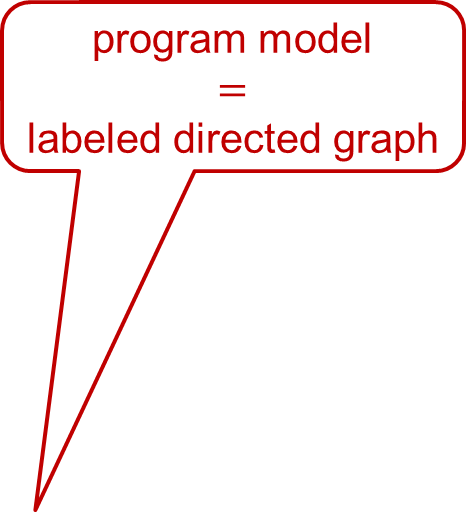 program model
=
labeled directed graph